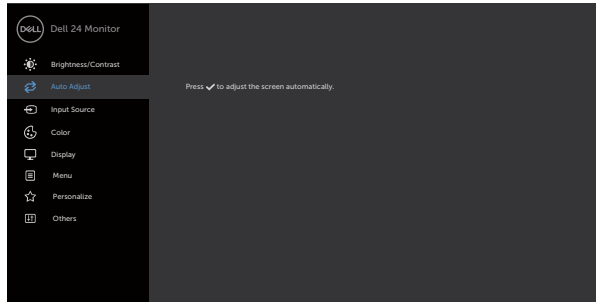 DELL Dell 24 Monitor
Brightness/Contrast
Auto Adjust
Press ✓ to adjust the screen automatically.
Input Source
Color
Display
Menu
Personalize
Others